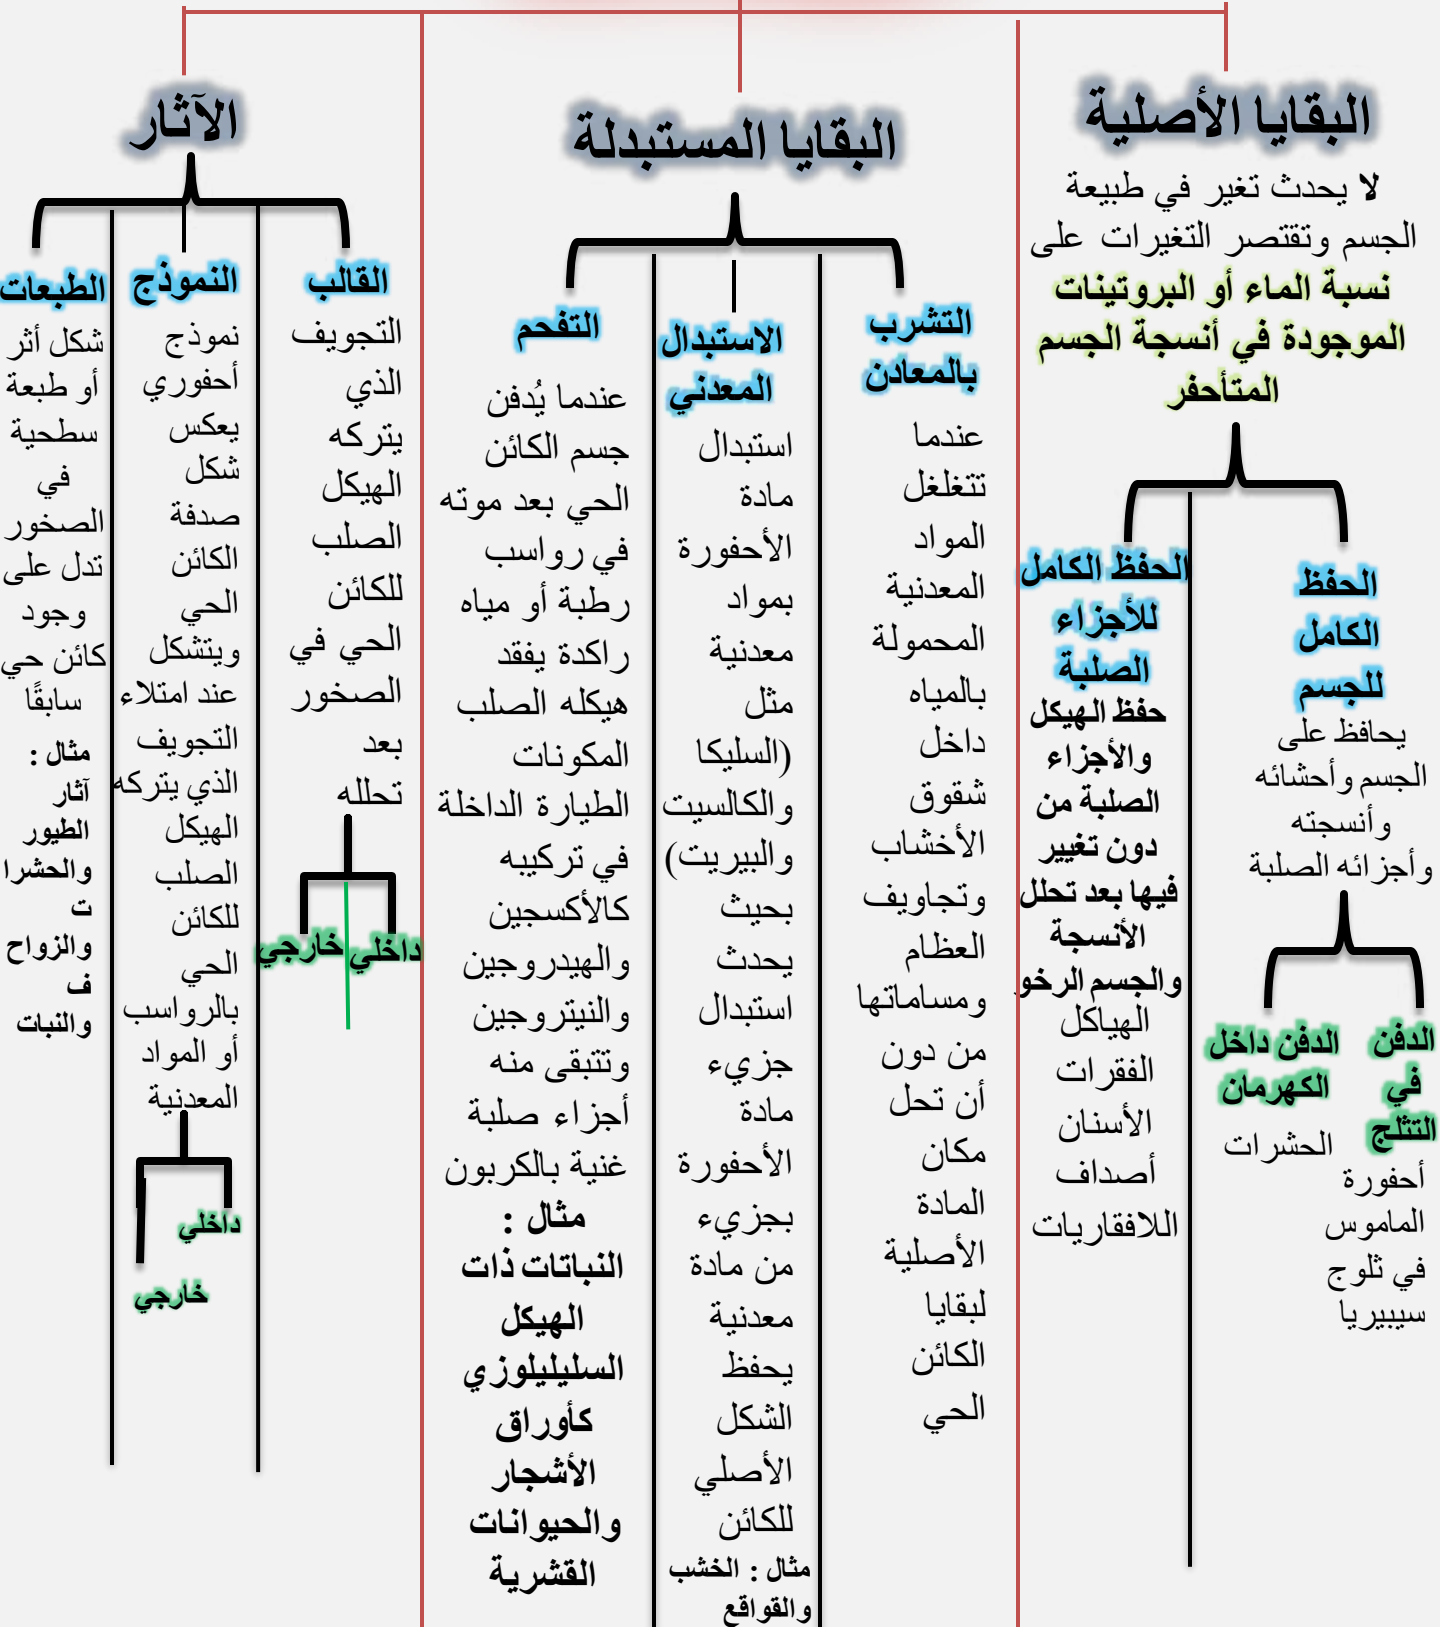 البقايا الأصلية
لا يحدث تغير في طبيعة
الجسم وتقتصر التغيرات على
نسبة الماء أو البروتينات
الموجودة في أنسجة الجسم
المتأحفر
الحفظ
الكامل
للجسم
يحافظ على
الجسم وأحشائه
وأنسجته
وأجزائه الصلبة
الدفن
في
التثلج
أحفورة
الماموس
في ثلوج
سيبيريا
الدفن داخل
الكهرمان
الحشرات
الحفظ الكامل
للأجزاء
الصلبة
حفظ الهيكل
والأجزاء
الصلبة من
دون تغيير
فيها بعد تحلل
الأنسجة
والجسم الرخو
الهياكل
الفقرات
الأسنان
أصداف
اللافقاريات
البقايا المستبدلة
التشرب
بالمعادن
عندما
تتغلغل
المواد
المعدنية
المحمولة
بالمياه
داخل
شقوق
الأخشاب
وتجاويف
العظام
ومساماتها
من دون
أن تحل
مكان
المادة
الأصلية
لبقايا
الكائن
الحي
الاستبدال
المعدني
استبدال
مادة
الأحفورة
بمواد
معدنية
مثل
(السليكا
والكالسيت
والبيريت)
بحيث
يحدث
استبدال
جزيء
مادة
الأحفورة
بجزيء
من مادة
معدنية
يحفظ
الشكل
الأصلي
للكائن
مثال : الخشب
والقواقع
التفحم
عندما يُدفن
جسم الكائن
الحي بعد موته
في رواسب
رطبة أو مياه
راكدة يفقد
هيكله الصلب
المكونات
الطيارة الداخلة
في تركيبه
كالأكسجين
والهيدروجين
والنيتروجين
وتتبقى منه
أجزاء صلبة
غنية بالكربون
مثال :
النباتات ذات
الهيكل
السليليلوزي
كأوراق
الأشجار
والحيوانات
القشرية
الآثار
القالب
التجويف
الذي
يتركه
الهيكل
الصلب
للكائن
الحي في
الصخور
بعد
تحلله
داخلي
خارجي
النموذج
نموذج
أحفوري
يعكس
شكل
صدفة
الكائن
الحي
ويتشكل
عند امتلاء
التجويف
الذي يتركه
الهيكل
الصلب
للكائن
الحي
بالرواسب
أو المواد
المعدنية
داخلي
خارجي
الطبعات
شكل أثر
أو طبعة
سطحية
في
الصخور
تدل على
وجود
كائن حي
سابقًا
مثال :
آثار
الطيور
والحشرا
ت
والزواح
ف
والنبات